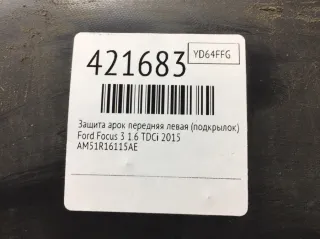 YD64FFG
421683
Защита арок передняя левая (подкрылок)
Ford Focus 3 1.6 TDCi 2015
AM51R16115AE